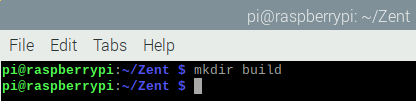 pi@raspberrypi: ~/Zent
File Edit Tabs Help
pi@raspberrypi:~/Zent $ mkdir build
pi@raspberrypi:~/Zent $